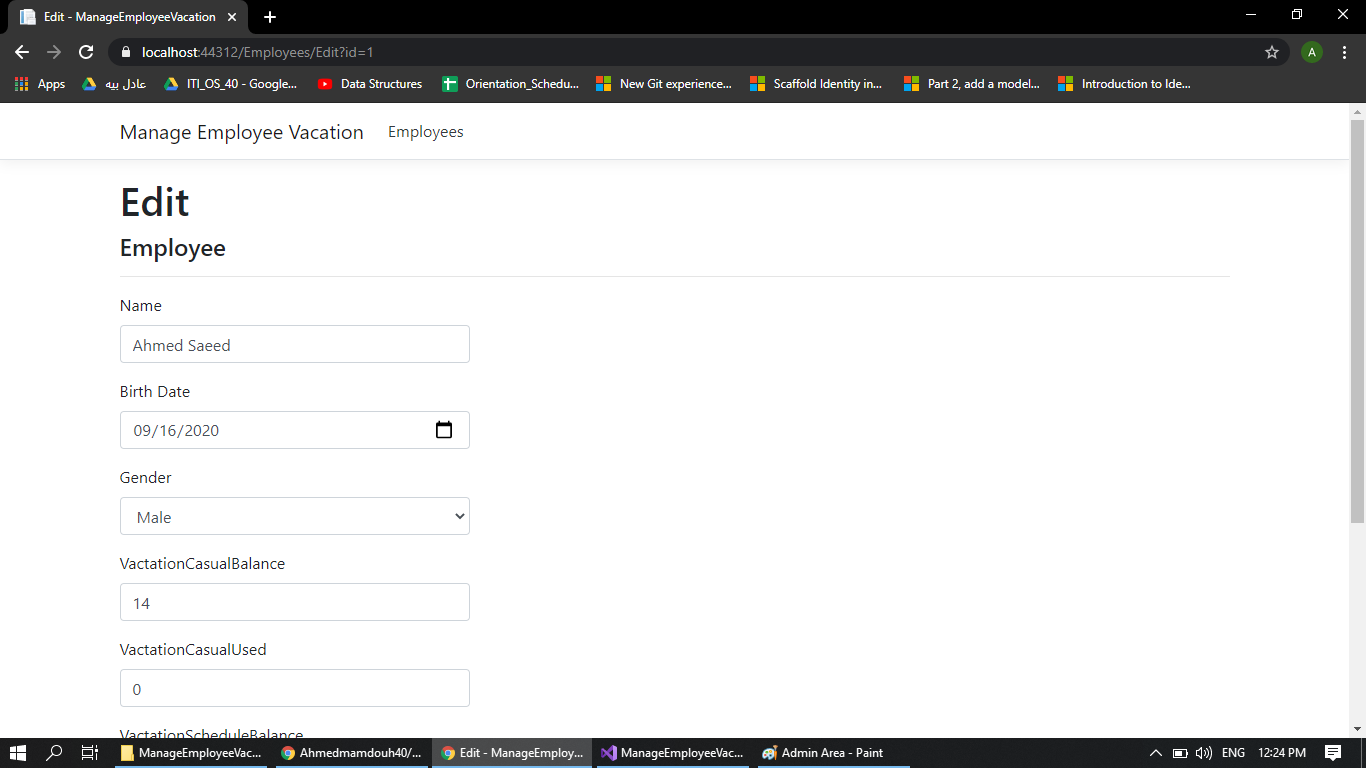 Edit - ManageEmployeeVacation
localhost:44312/Employees/Edit?id=1
A
Apps عادل بيه ITI_OS_40 - Google... Data Structures Orientation_Schedu... New Git experience... Scaffold Identity in... Part 2, add a model... Introduction to Ide...
Manage Employee Vacation Employees
Edit
Employee
Name
Ahmed Saeed
Birth Date
09/16/2020
Gender
Male
VactationCasualBalance
14
VactationCasualUsed
0
VactationScheduleBalance
ManageEmployeeVac... Ahmedmamdouh40/... Edit - ManageEmploy... ManageEmployeeVac... Admin Area - Paint ENG 12:24 PM